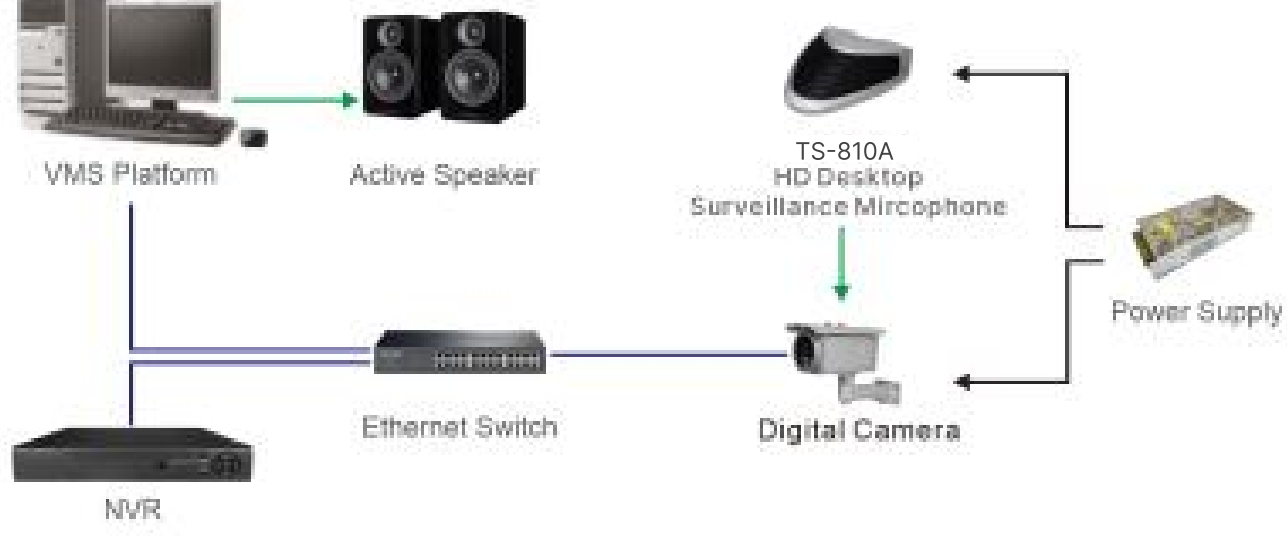 VMS Platform
Active Speaker
TS-810A
HD Desktop
Surveillance Mircophone
Power Supply
Ethernet Switch
Digital Camera
NVR